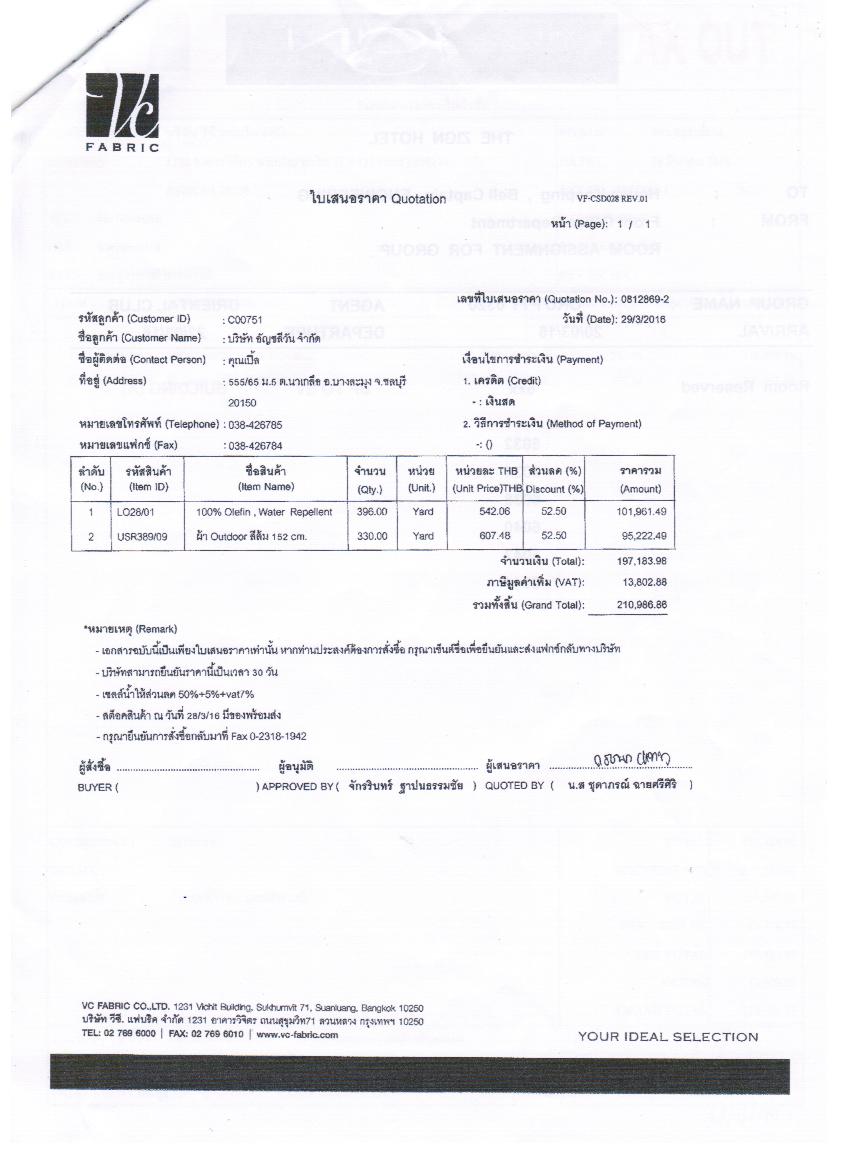 Vc
FABRIC
ใบเสนอราคา Quotation
VF-CSD028 REV.01
หน้า (Page): 1 / 1
เลขที่ใบเสนอราคา (Quotation No.): 0812869-2
วันที่ (Date): 29/3/2016
รหัสลูกค้า (Customer ID) : C00751
ชื่อลูกค้า (Customer Name) : บริษัท อัญชลีวัน จำกัด
ชื่อผู้ติดต่อ (Contact Person) : คุณเปิ้ล
เงื่อนไขการชำระเงิน (Payment)
ที่อยู่ (Address) : 555/65 ม.5 ต.นาเกลือ อ.บางละมุง จ.ชลบุรี
1. เครดิต (Credit)
20150
- : เงินสด
หมายเลขโทรศัพท์ (Telephone) : 038-426785
2. วิธีการชำระเงิน (Method of Payment)
หมายเลขแฟกซ์ (Fax) : 038-426784
-: ()
ลำดับ รหัสสินค้า ชื่อสินค้า จำนวน หน่วย หน่วยละ THB ส่วนลด (%) ราคารวม
(No.) (Item ID) (Item Name) (Qty.) (Unit.) (Unit Price)THB Discount (%) (Amount)
1 LO28/01 100% Olefin , Water Repellent 396.00 Yard 542.06 52.50 101,961.49
2 USR389/09 ผ้า Outdoor สีส้ม 152 cm. 330.00 Yard 607.48 52.50 95,222.49
จำนวนเงิน (Total): 197,183.98
ภาษีมูลค่าเพิ่ม (VAT): 13,802.88
รวมทั้งสิ้น (Grand Total): 210,986.86
*หมายเหตุ (Remark)
- เอกสารฉบับนี้เป็นเพียงใบเสนอราคาเท่านั้น หากท่านประสงค์ต้องการสั่งซื้อ กรุณาเซ็นต์ชื่อเพื่อยืนยันและส่งแฟกซ์กลับทางบริษัท
- บริษัทสามารถยืนยันราคานี้เป็นเวลา 30 วัน
- เซลล์น้ำให้ส่วนลด 50%+5%+vat7%
- สต๊อคสินค้า ณ วันที่ 28/3/16 มีของพร้อมส่ง
- กรุณายืนยันการสั่งซื้อกลับมาที่ Fax 0-2318-1942
ผู้สั่งซื้อ ผู้อนุมัติ ผู้เสนอราคา
BUYER ( ) APPROVED BY ( จักรรินทร์ ฐาปนธรรมชัย ) QUOTED BY ( น.ส ชุดาภรณ์ ฉายศรีศิริ )
VC FABRIC CO.,LTD. 1231 Vichit Building, Sukhumvit 71, Suanluang, Bangkok 10250
บริษัท วีซี. แฟบริค จำกัด 1231 อาคารวิจิตร ถนนสุขุมวิท71 สวนหลวง กรุงเทพฯ 10250
TEL: 02 769 6000 | FAX: 02 769 6010 | www.vc-fabric.com
YOUR IDEAL SELECTION